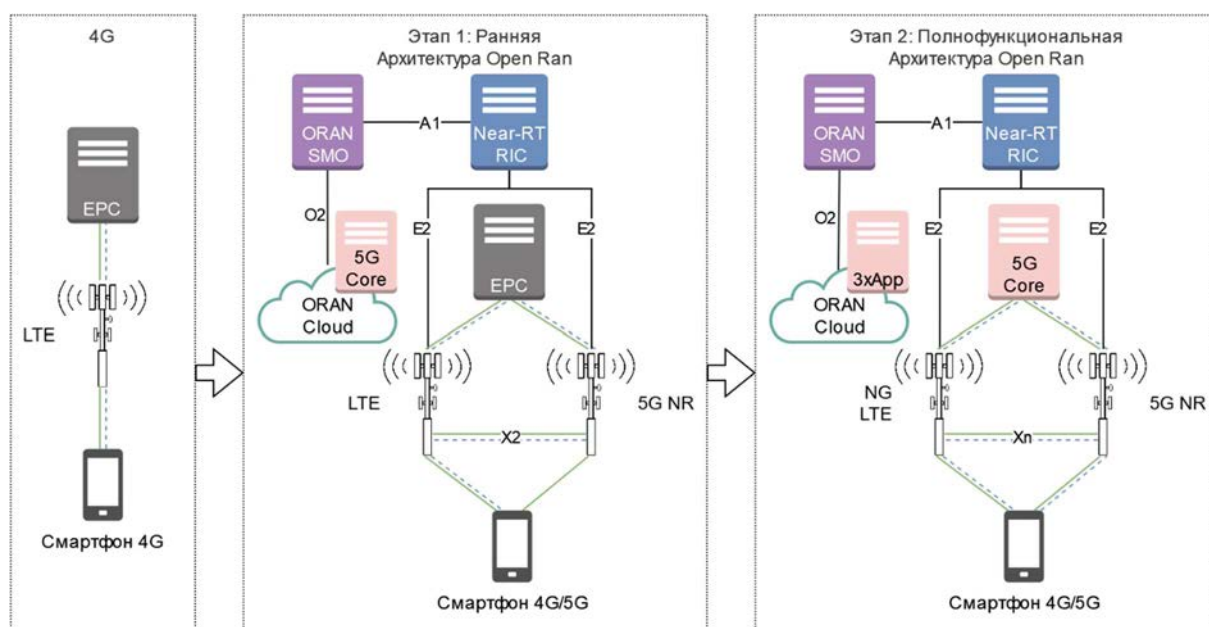 4G
EPC
LTE
Смартфон 4G
Этап 1: Ранняя
Архитектура Open Ran
ORAN
SMO
A1
Near-RT
RIC
O2
5G
Core
ORAN
Cloud
E2
E2
EPC
LTE
5G NR
X2
Смартфон 4G/5G
Этап 2: Полнофункциональная
Архитектура Open Ran
ORAN
SMO
A1
Near-RT
RIC
O2
3xApp
ORAN
Cloud
E2
E2
5G
Core
NG
LTE
5G NR
Xn
Смартфон 4G/5G